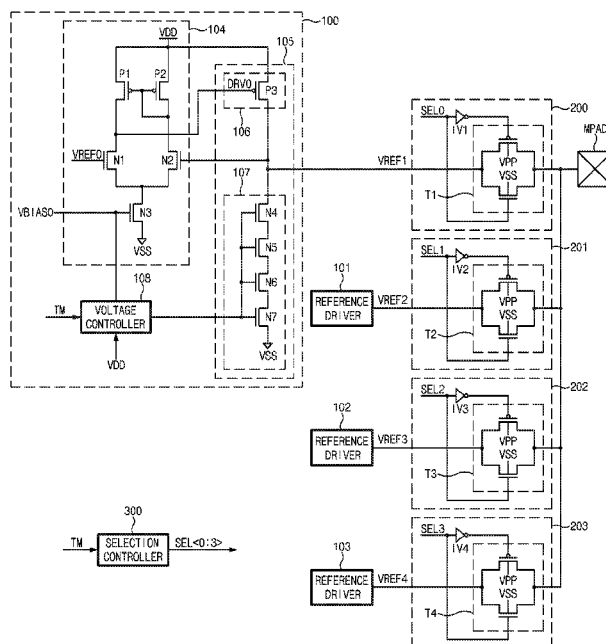 100
104
VDD
105
P1
P2
DRV0
P3
106
VREF0
N1
N2
107
VBIAS0
N3
VSS
N4
N5
N6
N7
VSS
108
TM
VOLTAGE
CONTROLLER
VDD
200
SEL0
IV1
MPAD
VREF1
VPP
VSS
T1
201
SEL1
IV2
101
REFERENCE
DRIVER
VREF2
VPP
VSS
T2
202
SEL2
IV3
102
REFERENCE
DRIVER
VREF3
VPP
VSS
T3
203
SEL3
IV4
103
REFERENCE
DRIVER
VREF4
VPP
VSS
T4
300
TM
SELECTION
CONTROLLER
SEL<0:3>